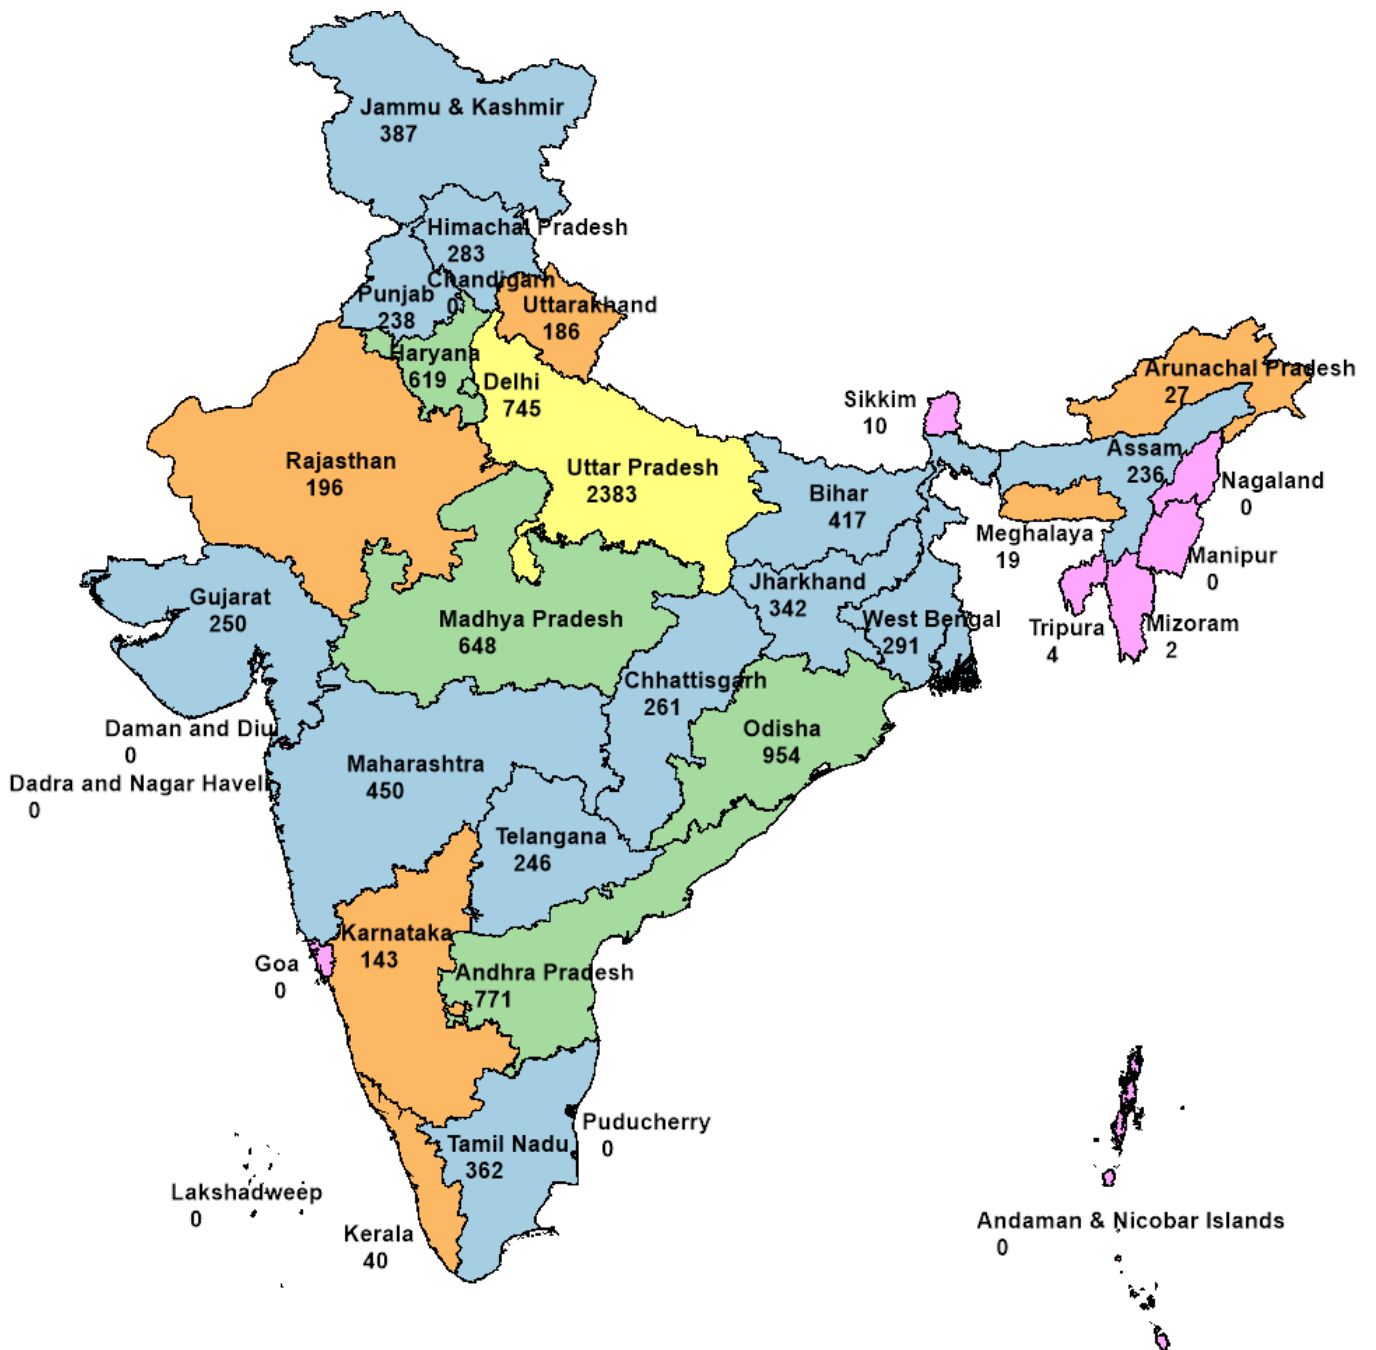 Jammu & Kashmir
387
Himachal Pradesh
283
Chandigarh
0
Punjab
238
Uttarakhand
186
Haryana
619
Delhi
745
Arunachal Pradesh
27
Sikkim
10
Rajasthan
196
Uttar Pradesh
2383
Bihar
417
Assam
236
Nagaland
0
Meghalaya
19
Manipur
0
Gujarat
250
Jharkhand
342
Madhya Pradesh
648
West Bengal
291
Tripura
4
Mizoram
2
Chhattisgarh
261
Daman and Diu
0
Odisha
954
Maharashtra
450
Dadra and Nagar Haveli
0
Telangana
246
Karnataka
143
Goa
0
Andhra Pradesh
771
Puducherry
0
Tamil Nadu
362
Lakshadweep
0
Kerala
40
Andaman & Nicobar Islands
0